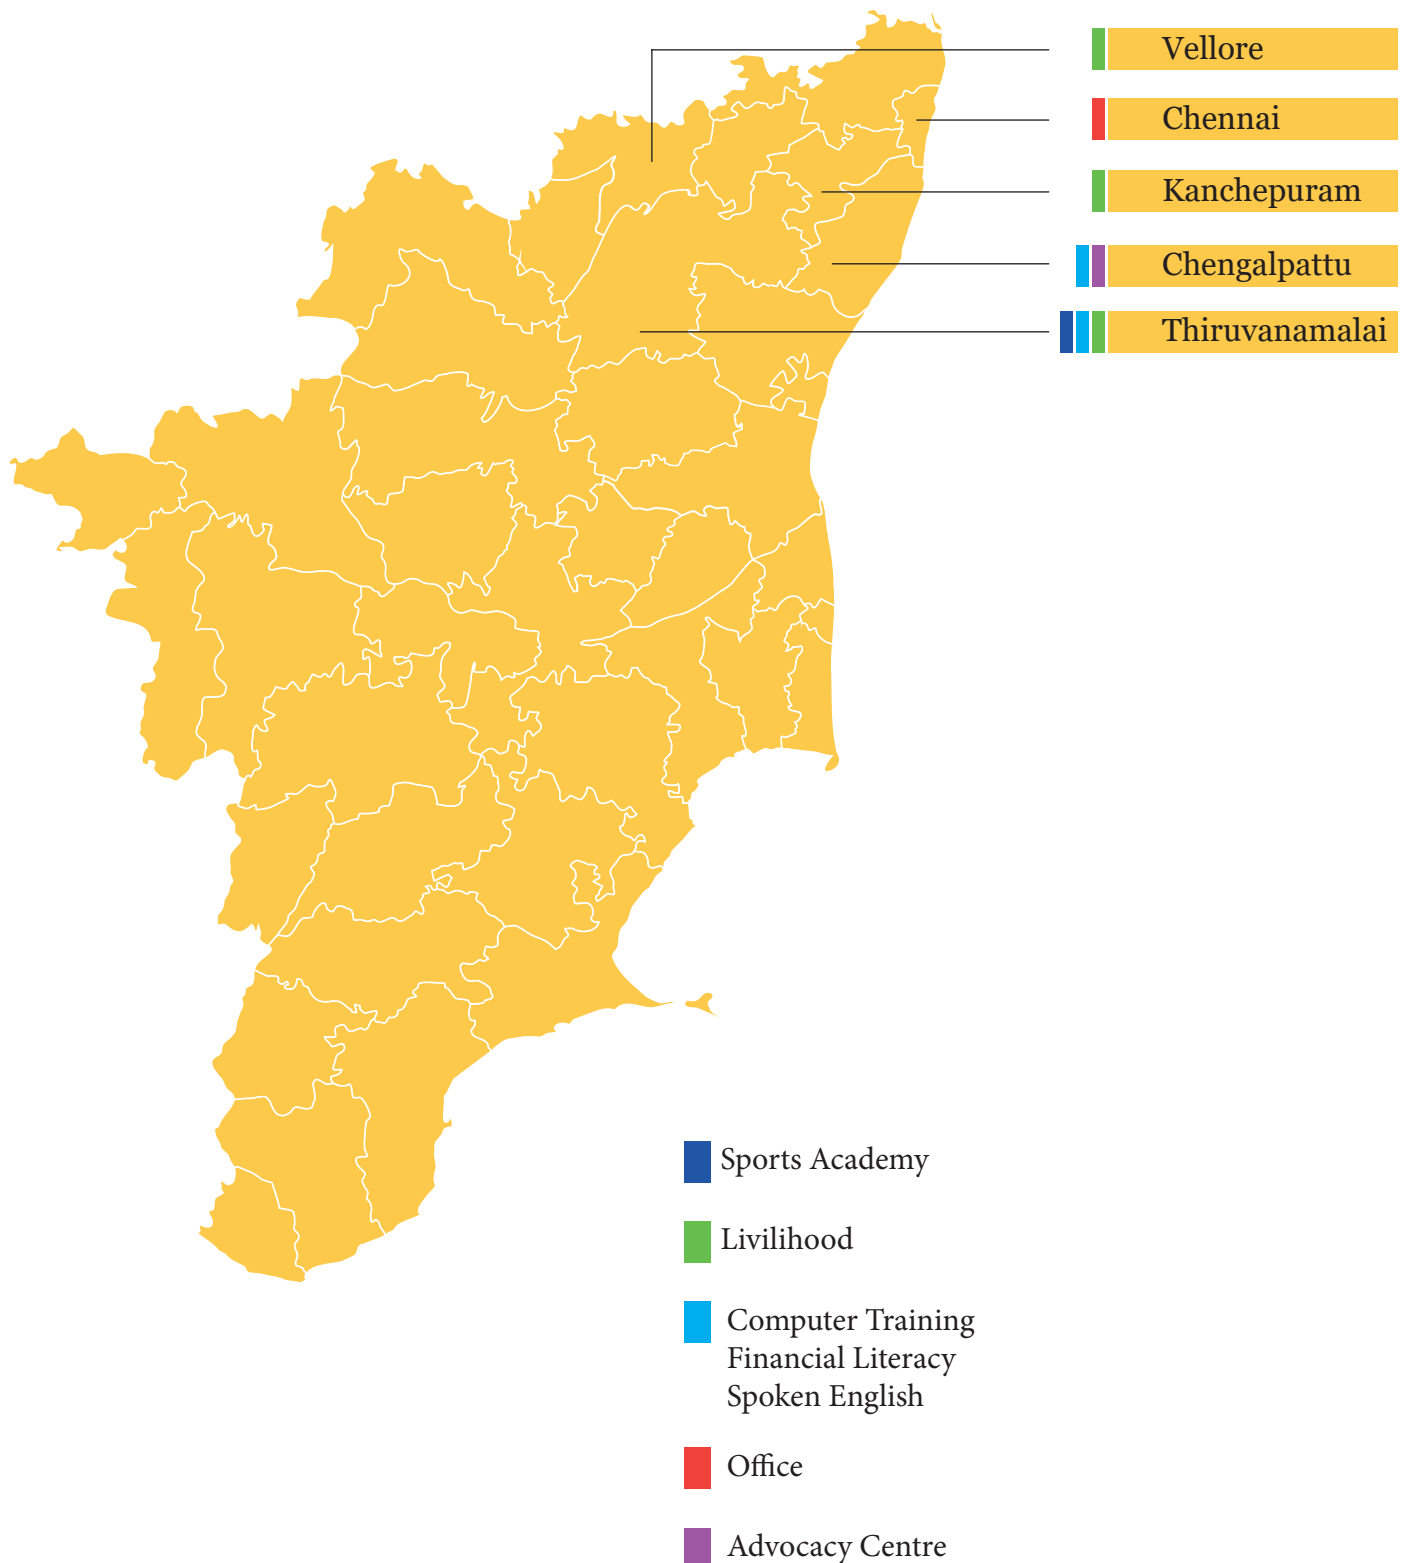 Vellore
Chennai
Kanchepuram
Chengalpattu
Thiruvanamalai
Sports Academy
Livilihood
Computer Training
Financial Literacy
Spoken English
Office
Advocacy Centre